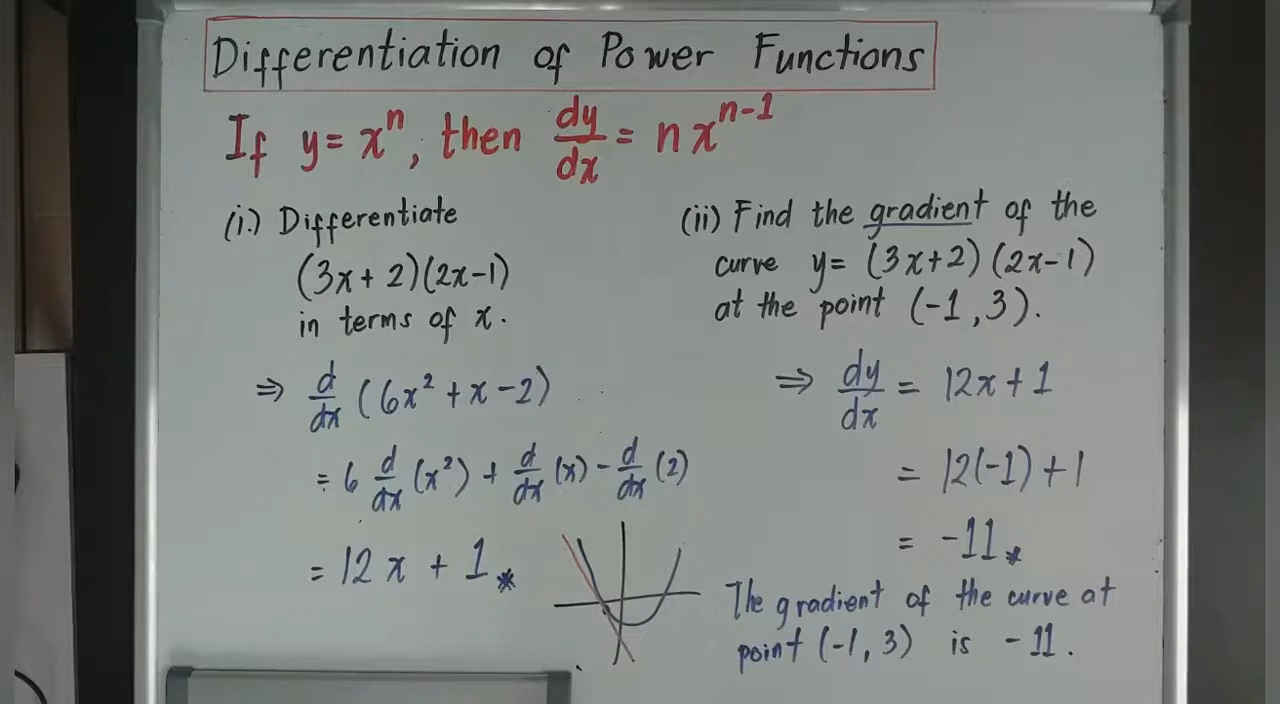 Differentiation of Power Functions
If y = xⁿ, then dy/dx = n xⁿ⁻¹
(i.) Differentiate
(3x + 2)(2x-1)
in terms of x.
⇒ d/dx (6x² + x - 2)
= 6 d/dx (x²) + d/dx (x) - d/dx (2)
= 12x + 1 *
(ii) Find the gradient of the
curve y= (3x+2)(2x-1)
at the point (-1, 3).
⇒ dy/dx = 12x + 1
= 12(-1) + 1
= -11 *
The gradient of the curve at
point (-1, 3) is -11.